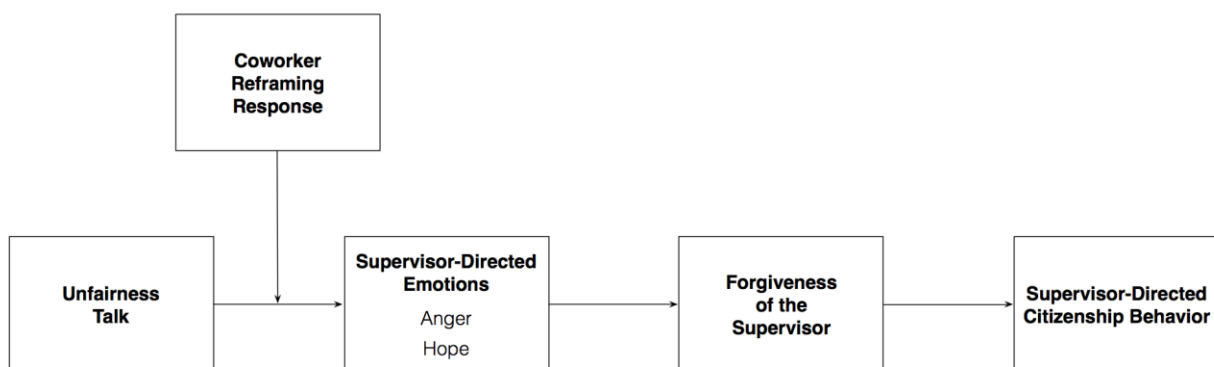 Coworker
Reframing
Response
Unfairness
Talk
Supervisor-Directed
Emotions
Anger
Hope
Forgiveness
of the
Supervisor
Supervisor-Directed
Citizenship Behavior